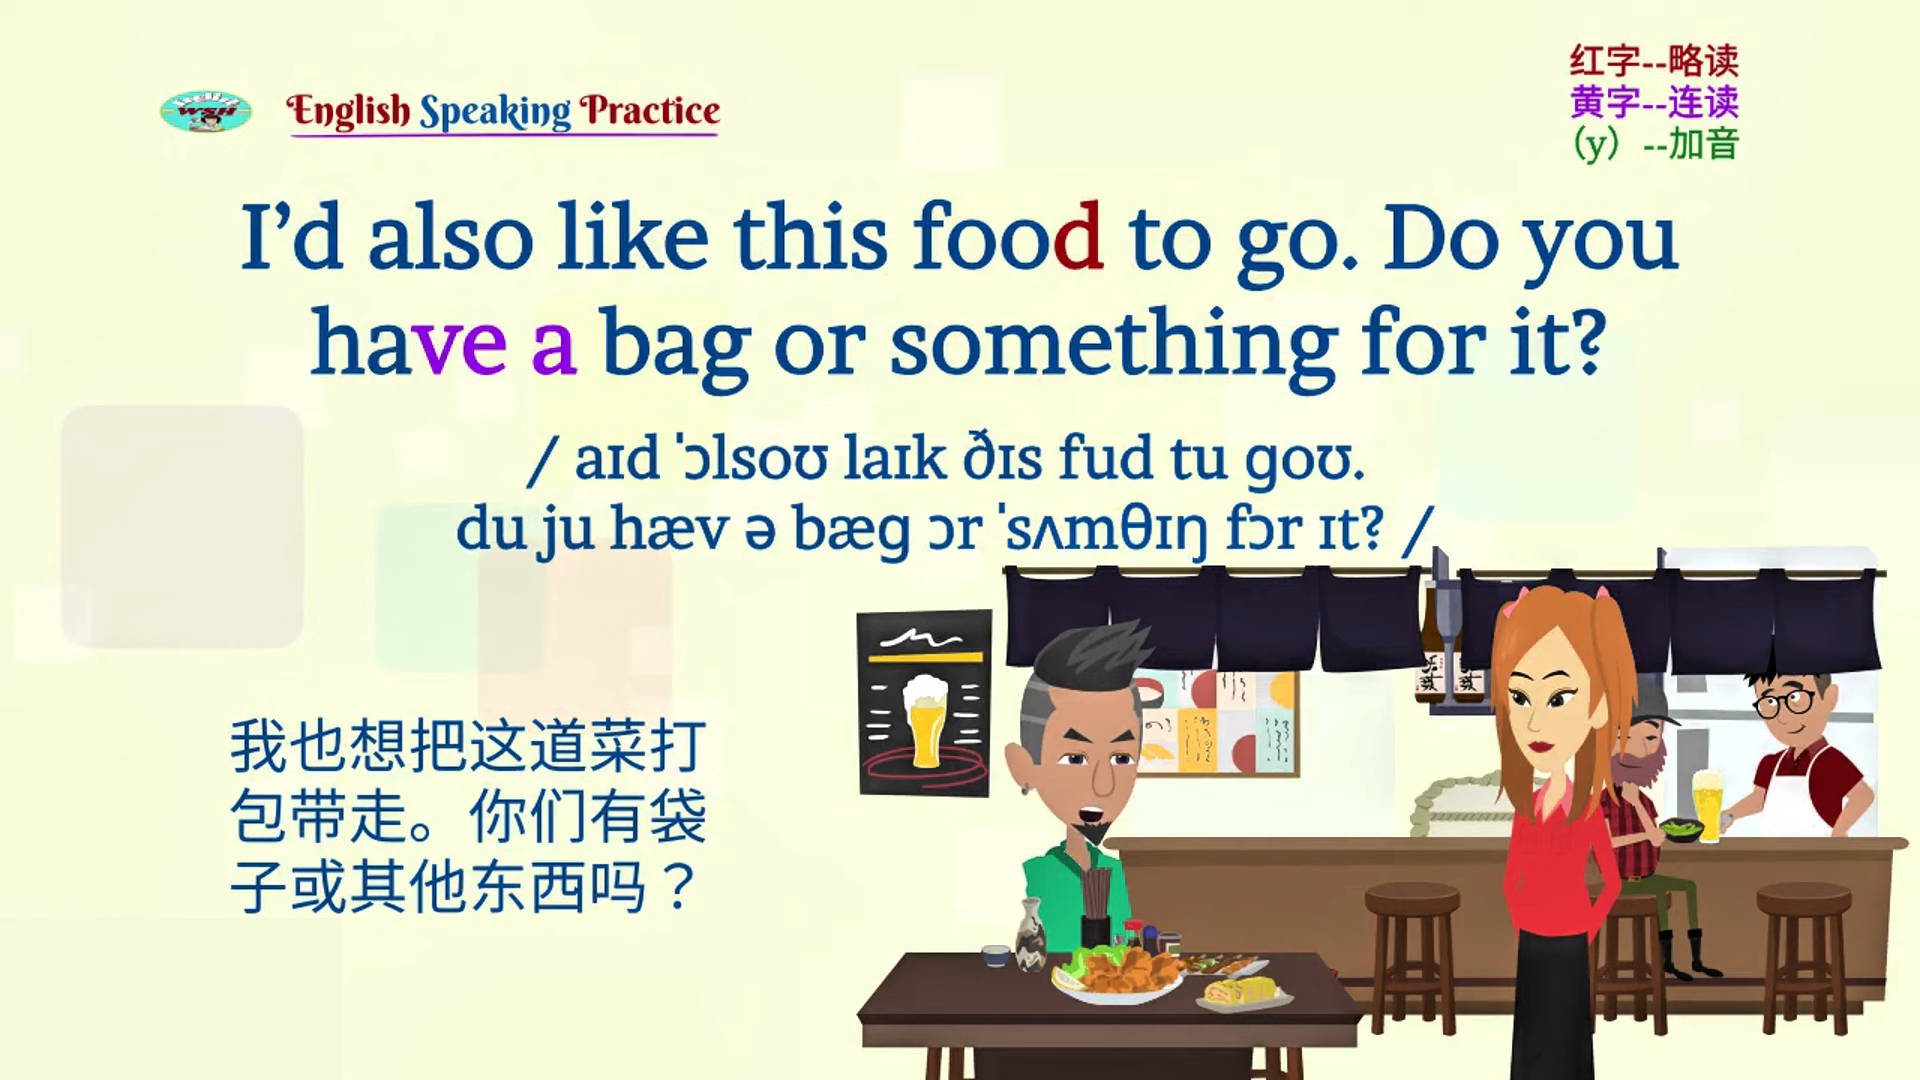 红字--略读
黄字--连读
（y）--加音
English Speaking Practice
I’d also like this food to go. Do you
have a bag or something for it?
/ aɪd ˈɔlsoʊ laɪk ðɪs fud tu ɡoʊ.
du ju hæv ə bæɡ ɔr ˈsʌmθɪŋ fɔr ɪt? /
我也想把这道菜打
包带走。你们有袋
子或其他东西吗？